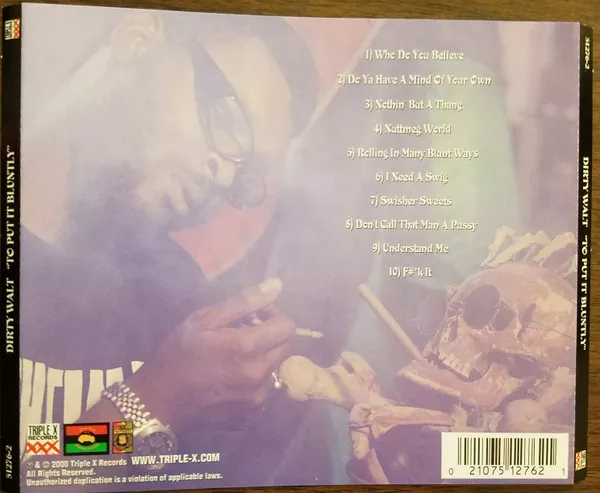 1) Who Do You Believe
2) Do Ya Have A Mind Of Your Own
3) Nothin But A Thang
4) Nuttmeg World
5) Rolling In Many Blunt Ways
6) I Need A Swig
7) Swisher Sweets
8) Don't Call That Man A Pussy
9) Understand Me
10) F#*k It
51276-2 DIRTY WALT "TO PUT IT BLUNTLY"
DIRTY WALT "TO PUT IT BLUNTLY"
51276-2
TRIPLE X
RECORDS
XXX
℗ & © 2000 Triple X Records WWW.TRIPLE-X.COM
All Rights Reserved.
Unauthorized duplication is a violation of applicable laws.
0 21075 12762 1